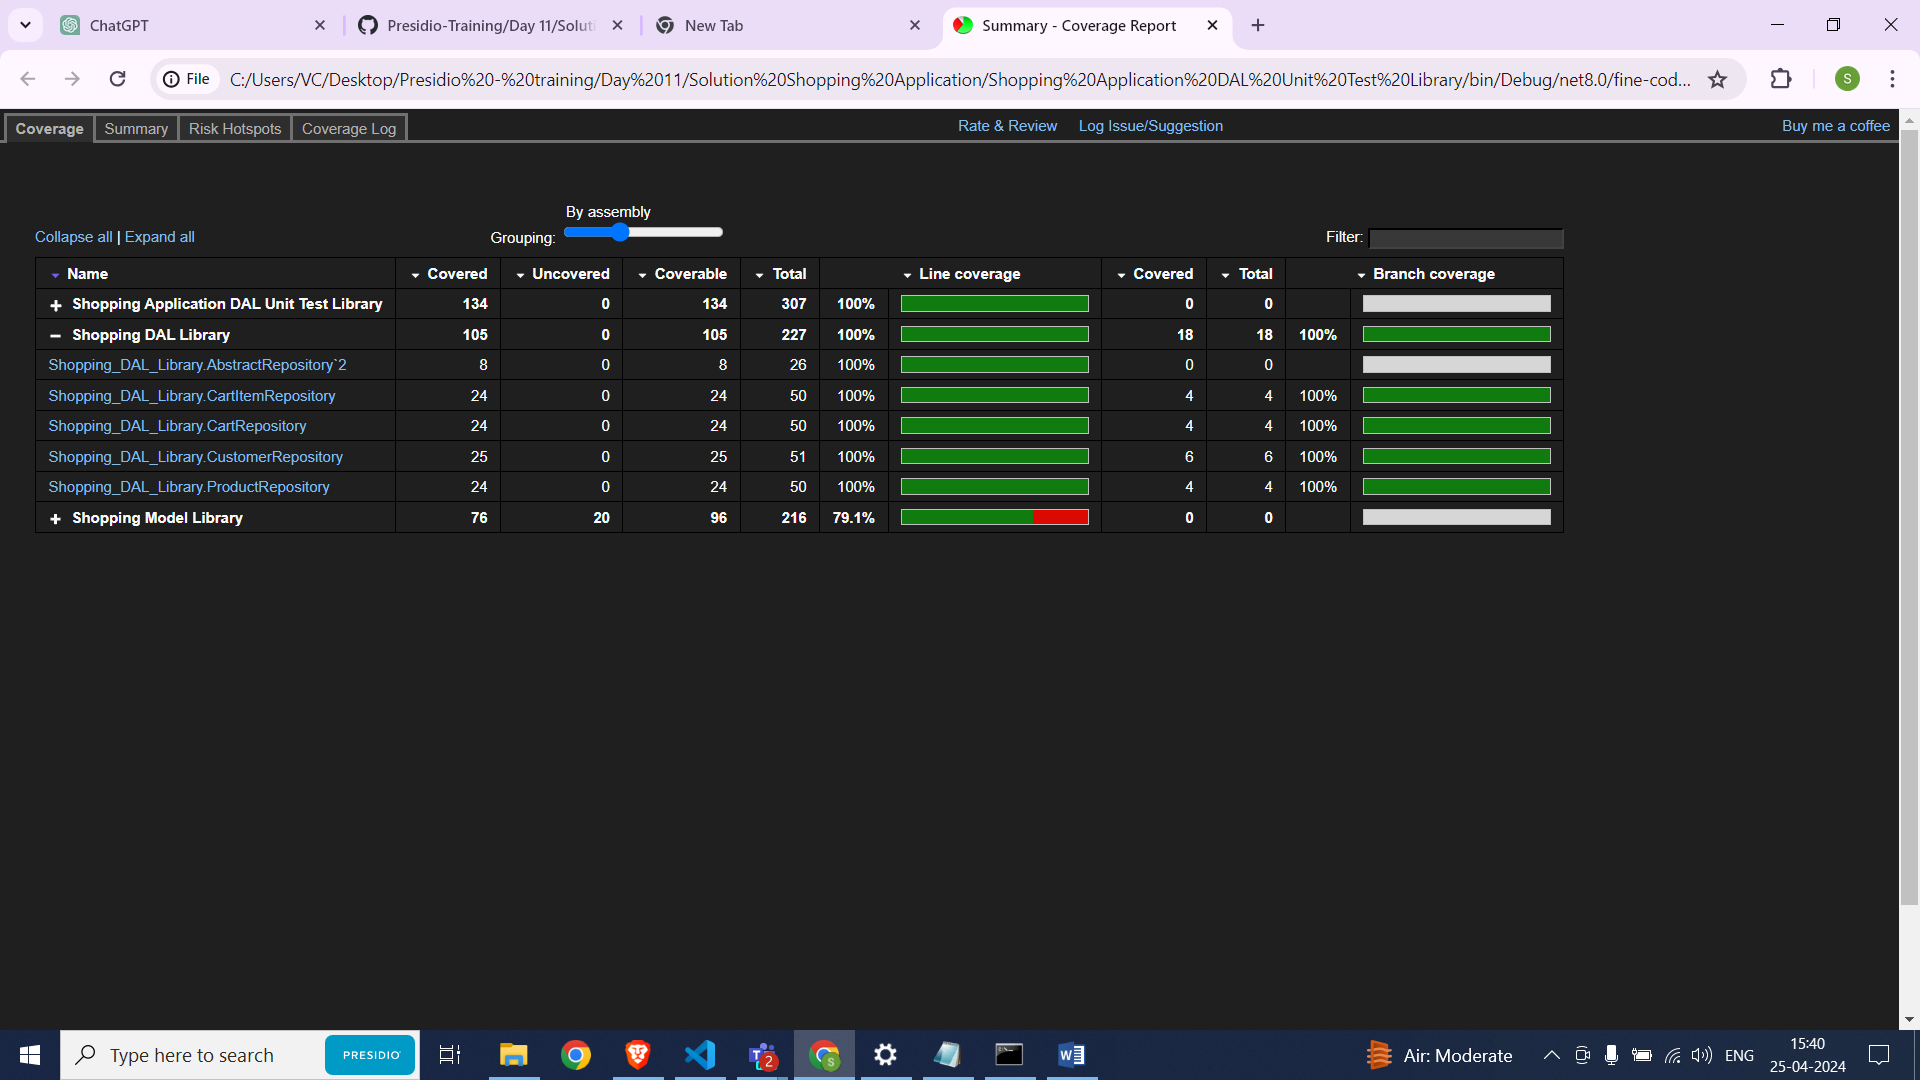 ChatGPT
Presidio-Training/Day 11/Soluti
New Tab
Summary - Coverage Report
File
C:/Users/VC/Desktop/Presidio%20-%20training/Day%2011/Solution%20Shopping%20Application/Shopping%20Application%20DAL%20Unit%20Test%20Library/bin/Debug/net8.0/fine-cod...
S
Coverage Summary Risk Hotspots Coverage Log Rate & Review Log Issue/Suggestion Buy me a coffee
By assembly
Collapse all | Expand all Grouping: Filter:
Name Covered Uncovered Coverable Total Line coverage Covered Total Branch coverage
+ Shopping Application DAL Unit Test Library 134 0 134 307 100% 0 0
− Shopping DAL Library 105 0 105 227 100% 18 18 100%
Shopping_DAL_Library.AbstractRepository`2 8 0 8 26 100% 0 0
Shopping_DAL_Library.CartItemRepository 24 0 24 50 100% 4 4 100%
Shopping_DAL_Library.CartRepository 24 0 24 50 100% 4 4 100%
Shopping_DAL_Library.CustomerRepository 25 0 25 51 100% 6 6 100%
Shopping_DAL_Library.ProductRepository 24 0 24 50 100% 4 4 100%
+ Shopping Model Library 76 20 96 216 79.1% 0 0
Type here to search
PRESIDIO
2
S
Air: Moderate
ENG
15:40
25-04-2024